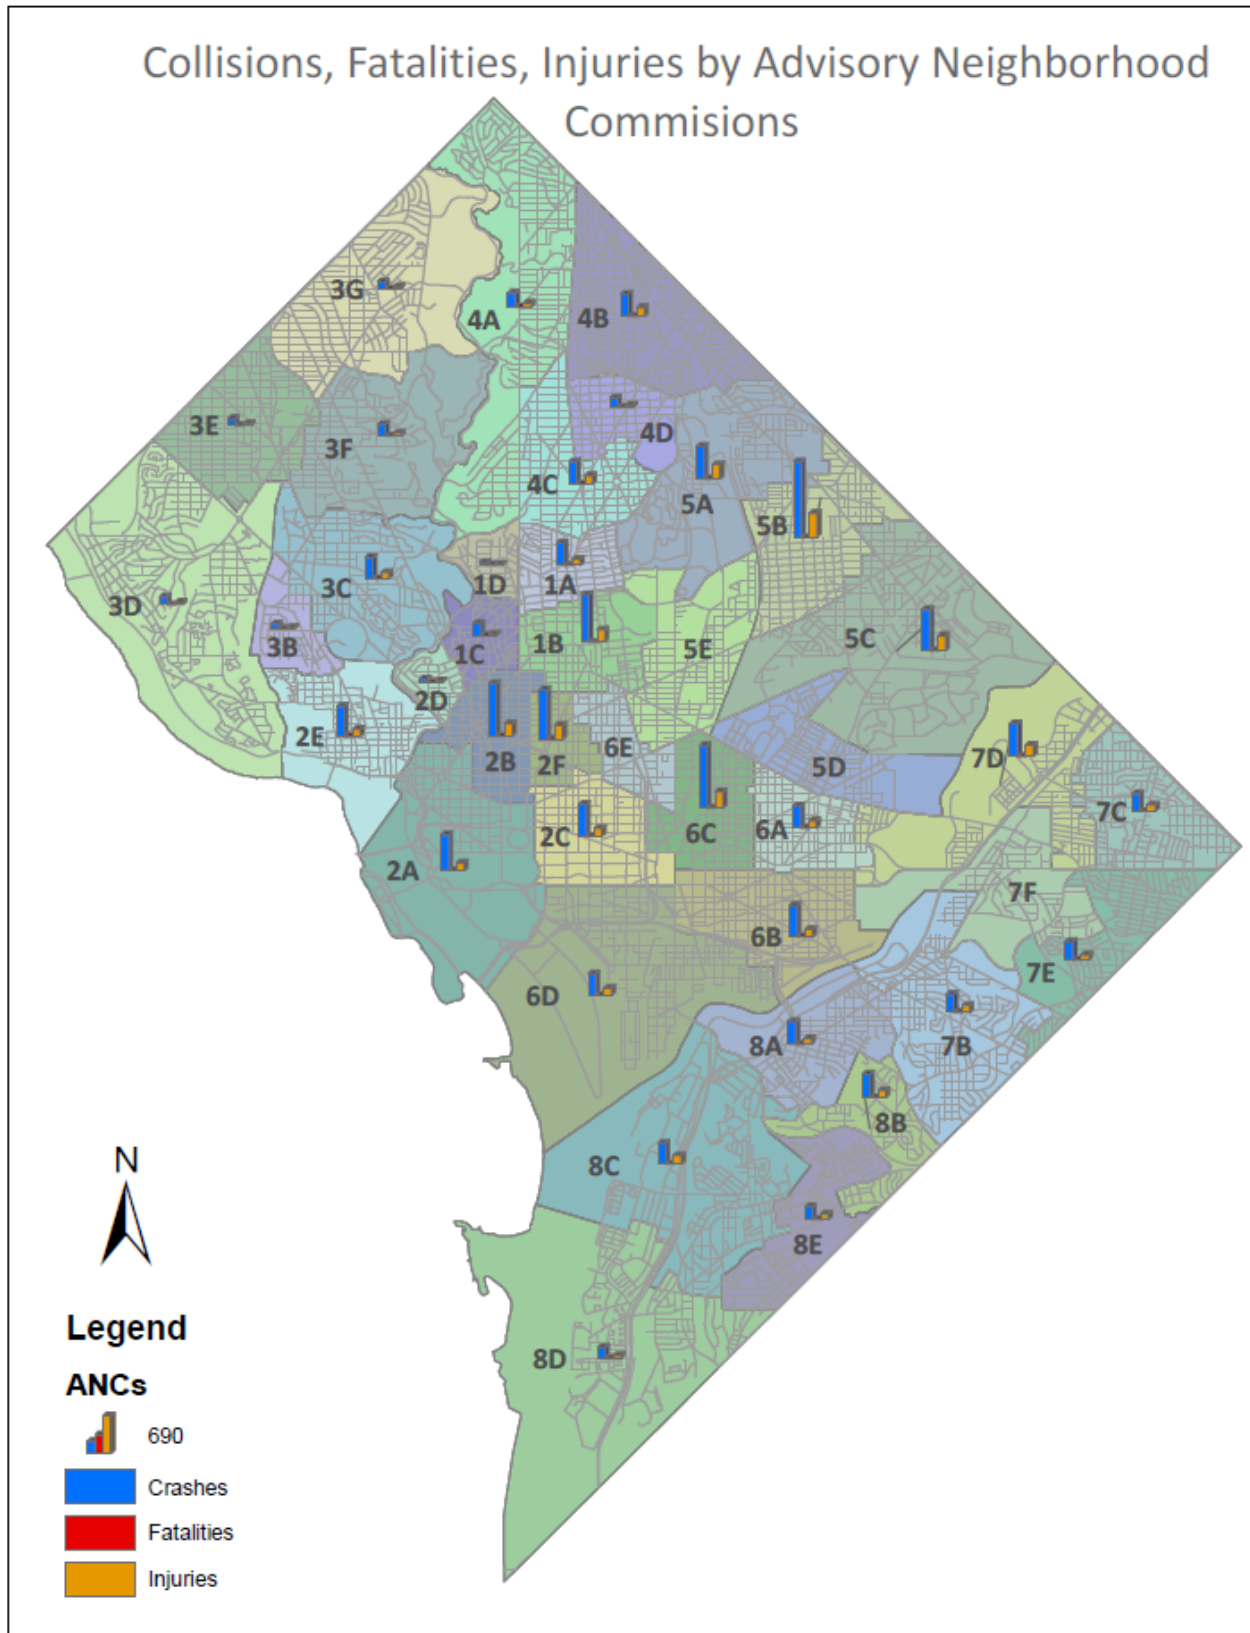 Collisions, Fatalities, Injuries by Advisory Neighborhood
Commisions
3G
4A
4B
3E
3F
4D
4C
5A
5B
3D
3C
1D
1A
3B
1C
1B
5E
5C
2D
2E
2B
2F
6E
5D
7D
2A
2C
6C
6A
7C
7F
6B
7E
6D
8A
7B
8B
8C
8E
8D
N
Legend
ANCs
690
Crashes
Fatalities
Injuries